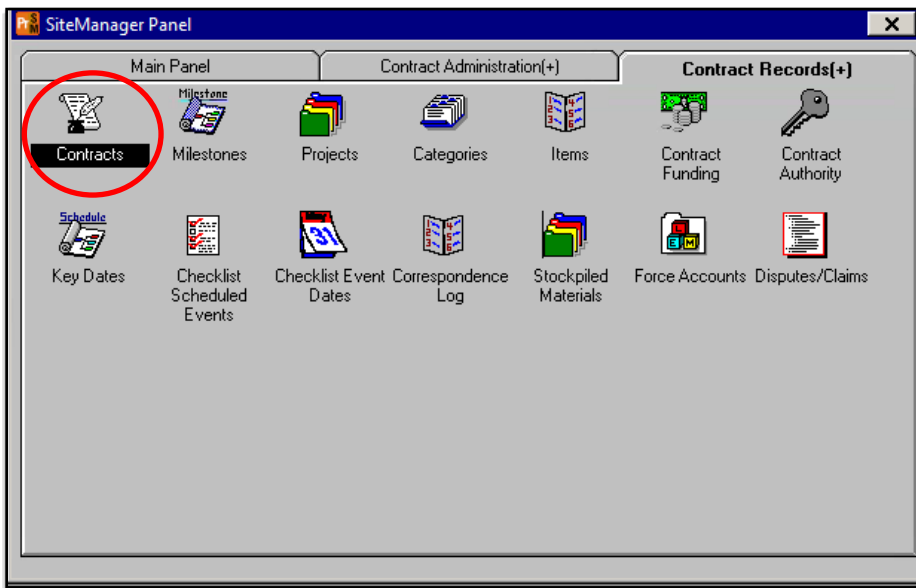 SiteManager Panel
Main Panel
Contract Administration(+)
Contract Records(+)
Milestone
Contracts
Milestones
Projects
Categories
Items
Contract
Funding
Contract
Authority
Schedule
31
Key Dates
Checklist
Scheduled
Events
Checklist Event
Dates
Correspondence
Log
Stockpiled
Materials
Force Accounts
Disputes/Claims